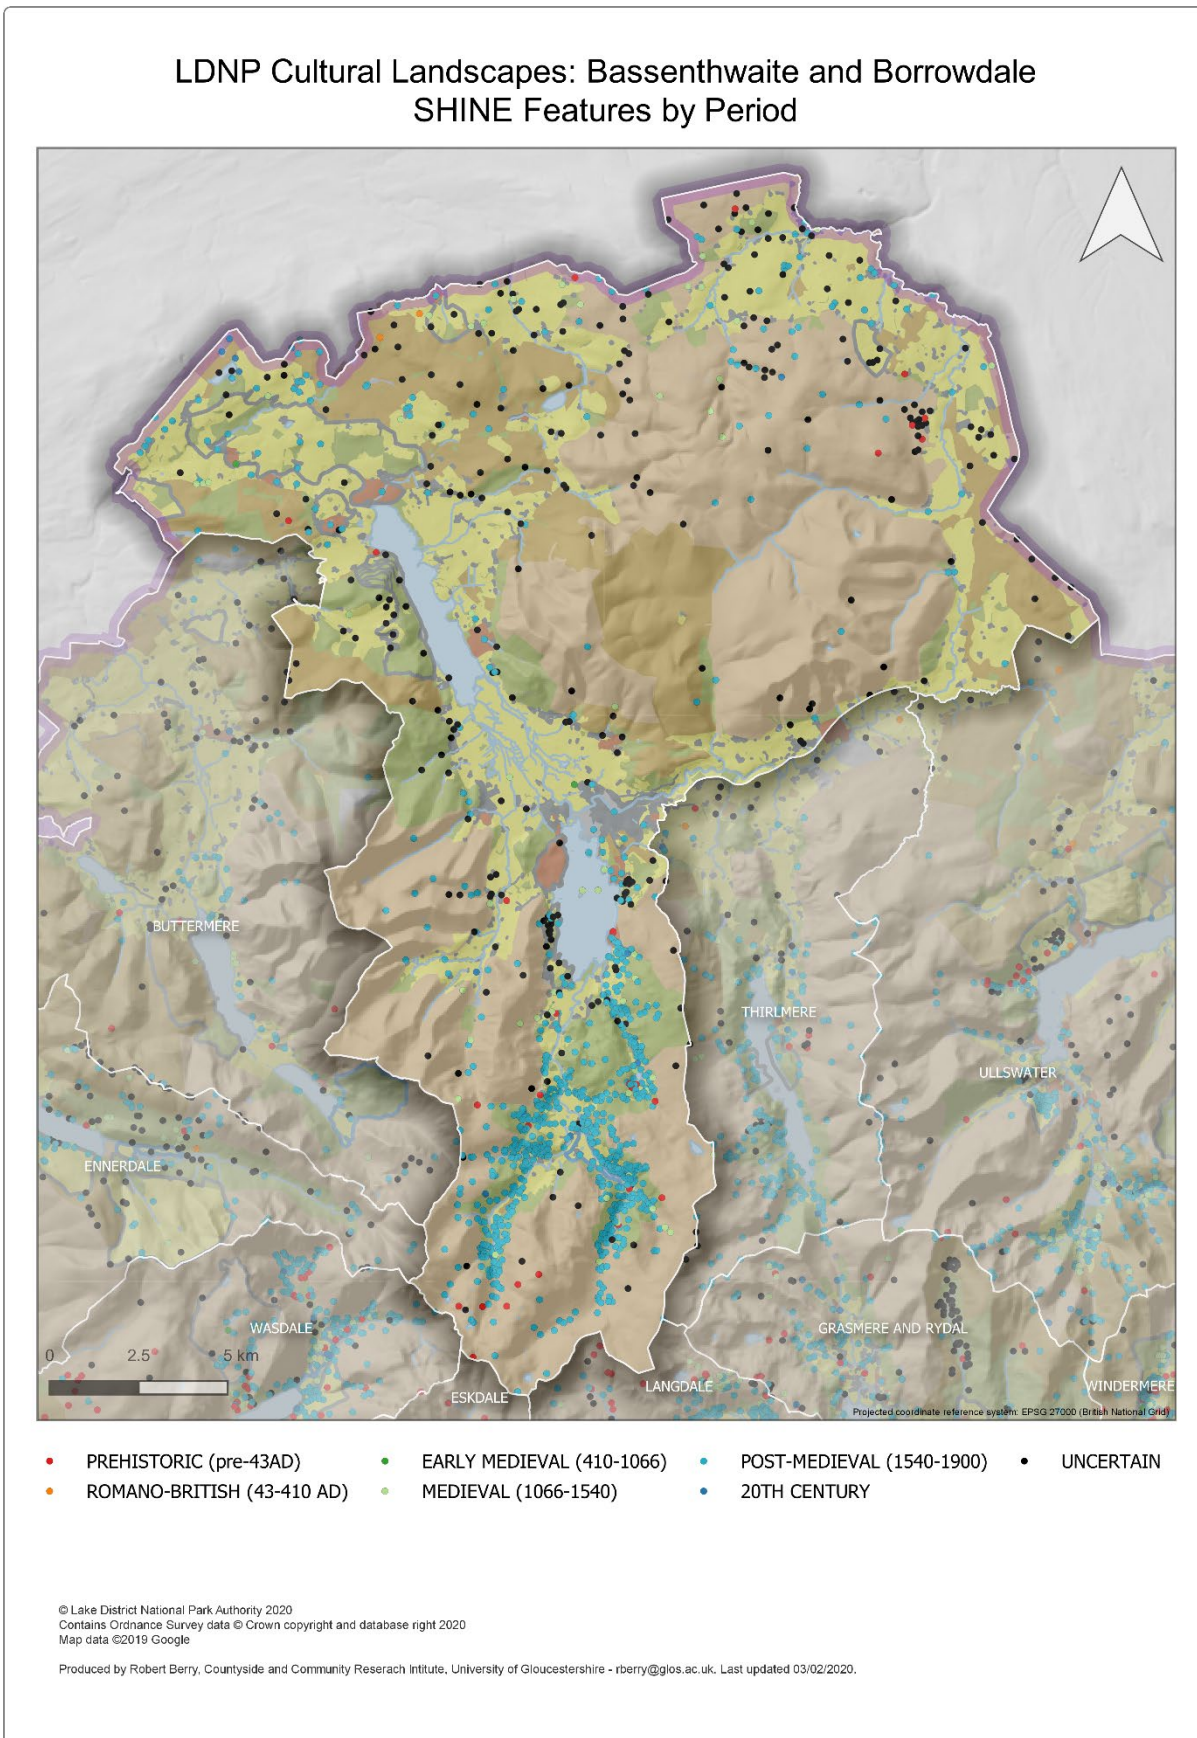 LDNP Cultural Landscapes: Bassenthwaite and Borrowdale
SHINE Features by Period
BUTTERMERE
THIRLMERE
ULLSWATER
ENNERDALE
WASDALE
GRASMERE AND RYDAL
ESKDALE
LANGDALE
WINDERMERE
0 2.5 5 km
Projected coordinate reference system: EPSG 27000 (British National Grid)
PREHISTORIC (pre-43AD)
ROMANO-BRITISH (43-410 AD)
EARLY MEDIEVAL (410-1066)
MEDIEVAL (1066-1540)
POST-MEDIEVAL (1540-1900)
20TH CENTURY
UNCERTAIN
© Lake District National Park Authority 2020
Contains Ordnance Survey data © Crown copyright and database right 2020
Map data ©2019 Google
Produced by Robert Berry, Countyside and Community Reserach Intitute, University of Gloucestershire - rberry@glos.ac.uk. Last updated 03/02/2020.